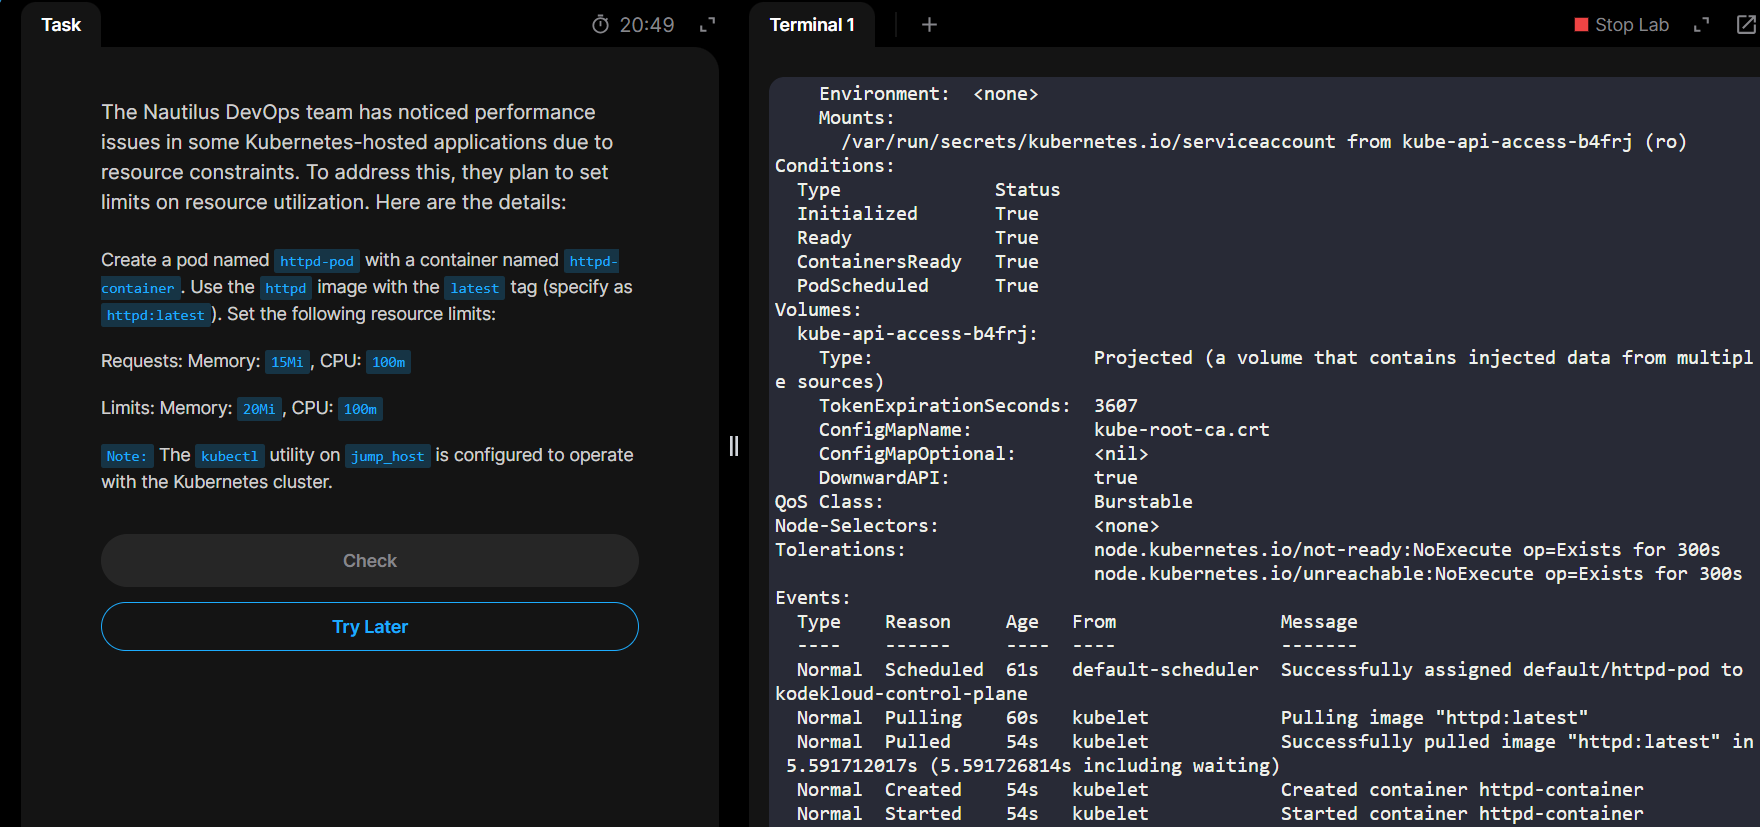 Task
20:49
The Nautilus DevOps team has noticed performance
issues in some Kubernetes-hosted applications due to
resource constraints. To address this, they plan to set
limits on resource utilization. Here are the details:
Create a pod named httpd-pod with a container named httpd-
container. Use the httpd image with the latest tag (specify as
httpd:latest). Set the following resource limits:
Requests: Memory: 15Mi, CPU: 100m
Limits: Memory: 20Mi, CPU: 100m
Note: The kubectl utility on jump_host is configured to operate
with the Kubernetes cluster.
Check
Try Later
Terminal 1
+
Stop Lab
Environment:  <none>
Mounts:
/var/run/secrets/kubernetes.io/serviceaccount from kube-api-access-b4frj (ro)
Conditions:
Type              Status
Initialized       True
Ready             True
ContainersReady   True
PodScheduled      True
Volumes:
kube-api-access-b4frj:
Type:                    Projected (a volume that contains injected data from multipl
e sources)
TokenExpirationSeconds:  3607
ConfigMapName:           kube-root-ca.crt
ConfigMapOptional:       <nil>
DownwardAPI:             true
QoS Class:                   Burstable
Node-Selectors:              <none>
Tolerations:                 node.kubernetes.io/not-ready:NoExecute op=Exists for 300s
node.kubernetes.io/unreachable:NoExecute op=Exists for 300s
Events:
Type    Reason     Age   From               Message
----    ------     ----  ----               -------
Normal  Scheduled  61s   default-scheduler  Successfully assigned default/httpd-pod to
kodekloud-control-plane
Normal  Pulling    60s   kubelet            Pulling image "httpd:latest"
Normal  Pulled     54s   kubelet            Successfully pulled image "httpd:latest" in
5.591712017s (5.591726814s including waiting)
Normal  Created    54s   kubelet            Created container httpd-container
Normal  Started    54s   kubelet            Started container httpd-container